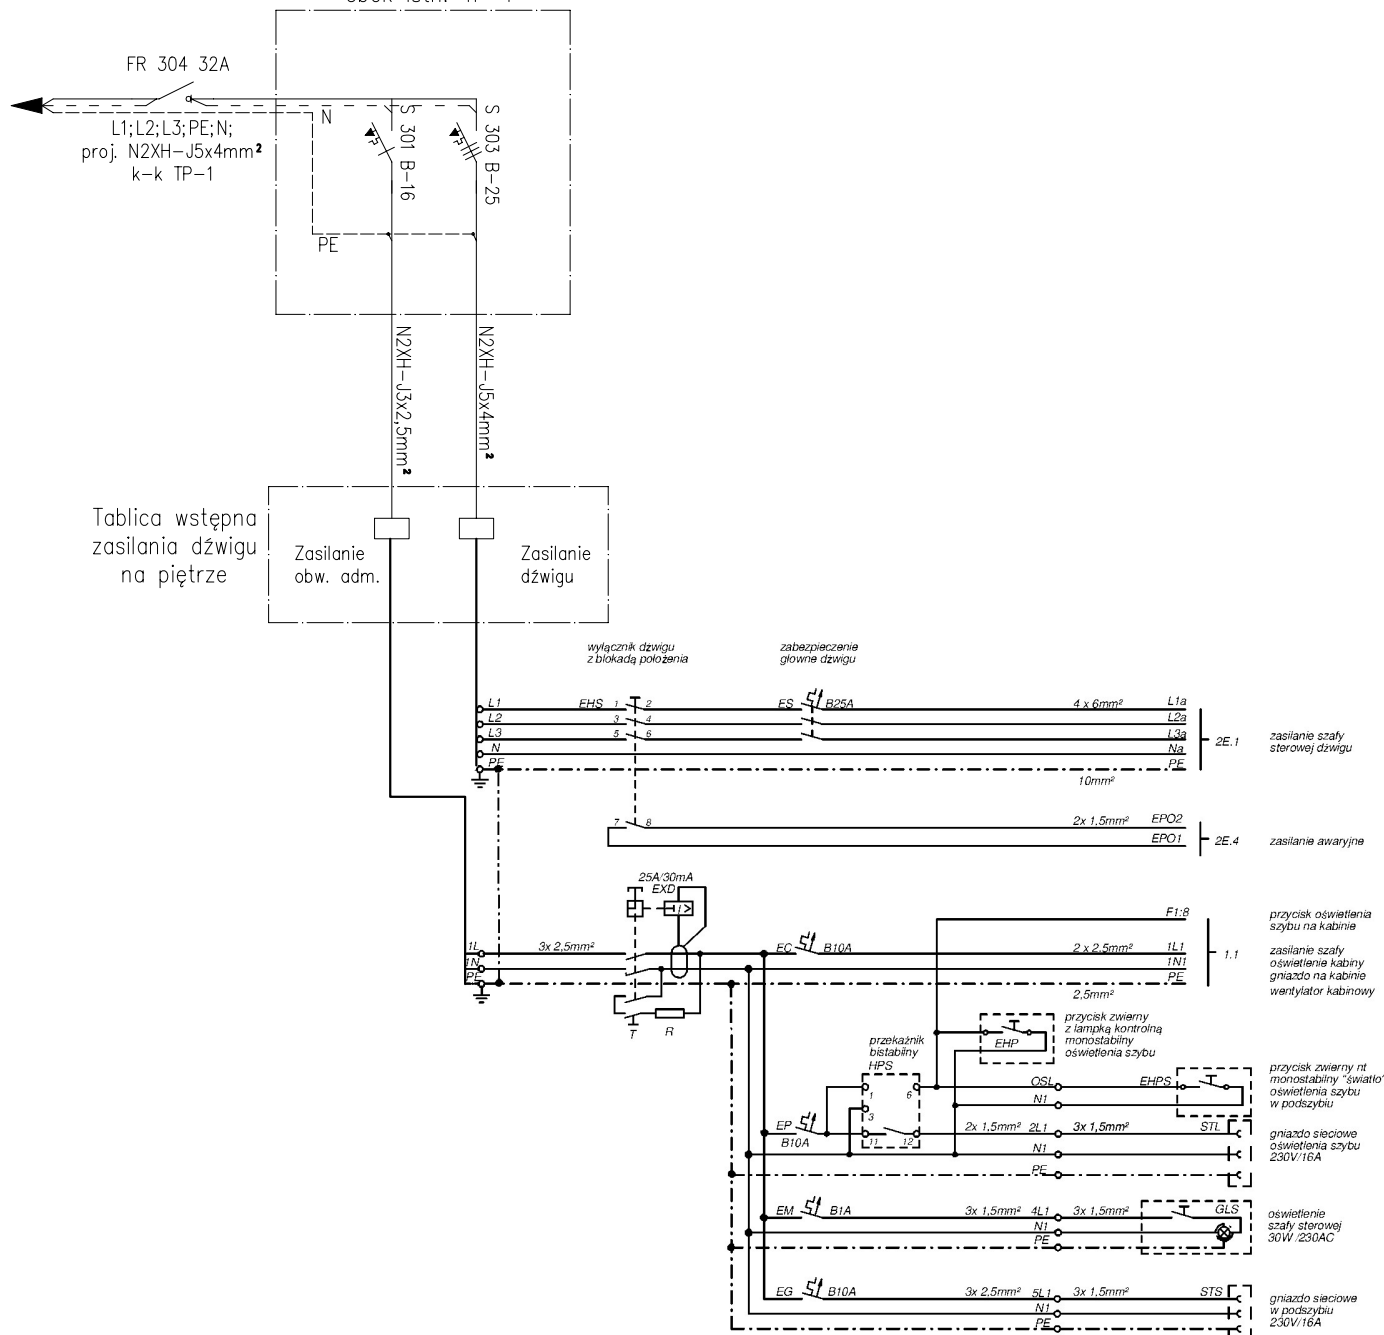 FR 304 32A
L1;L2;L3;PE;N;
proj. N2XH-J5x4mm²
k-k TP-1
N
S 301 B-16
S 303 B-25
PE
N2XH-J3x2,5mm²
N2XH-J5x4mm²
Tablica wstępna
zasilania dźwigu
na piętrze
Zasilanie
obw. adm.
Zasilanie
dźwigu
wyłącznik dźwigu
z blokadą położenia
zabezpieczenie
główne dźwigu
L1 EHS 1 2 ES B25A 4 x 6mm² L1a
L2 3 4 L2a
L3 5 6 L3a
N Na
PE PE
10mm²
2E.1
zasilanie szafy
sterowej dźwigu
7 8 2x 1,5mm² EPO2
EPO1
2E.4 zasilanie awaryjne
25A/30mA
EXD
I >
F1:8
przycisk oświetlenia
szybu na kabinie
1L 3x 2,5mm² EC B10A 2 x 2,5mm² 1L1
1N 1N1
PE PE
2,5mm²
1.1
zasilanie szafy
oświetlenie kabiny
gniazdo na kabinie
wentylator kabinowy
T R
przekaźnik
bistabilny
HPS
EHP
przycisk zwierny
z lampką kontrolną
monostabilny
oświetlenia szybu
1 6 OSL EHPS
3 N1
przycisk zwierny nt
monostabilny "światło"
oświetlenia szybu
w podszybiu
EP B10A 11 12 2x 1,5mm² 2L1 3x 1,5mm² STL
N1
PE
gniazdo sieciowe
oświetlenia szybu
230V/16A
EM B1A 3x 1,5mm² 4L1 3x 1,5mm² GLS
N1
PE
oświetlenie
szafy sterowej
30W /230AC
EG B10A 3x 2,5mm² 5L1 3x 1,5mm² STS
N1
PE
gniazdo sieciowe
w podszybiu
230V/16A